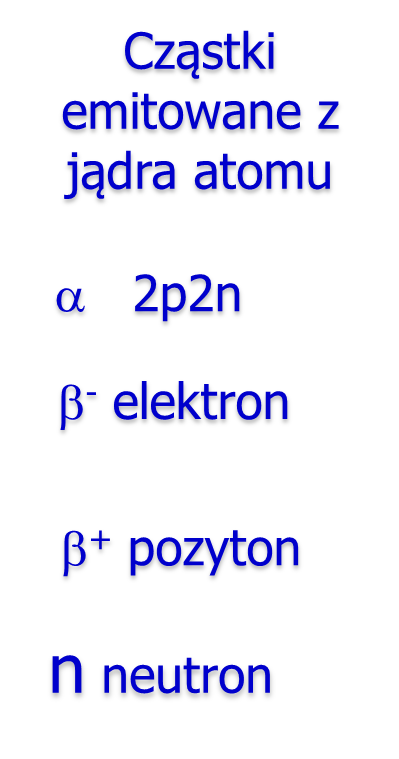 Cząstki
emitowane z
jądra atomu
α 2p2n
β- elektron
β+ pozyton
n neutron